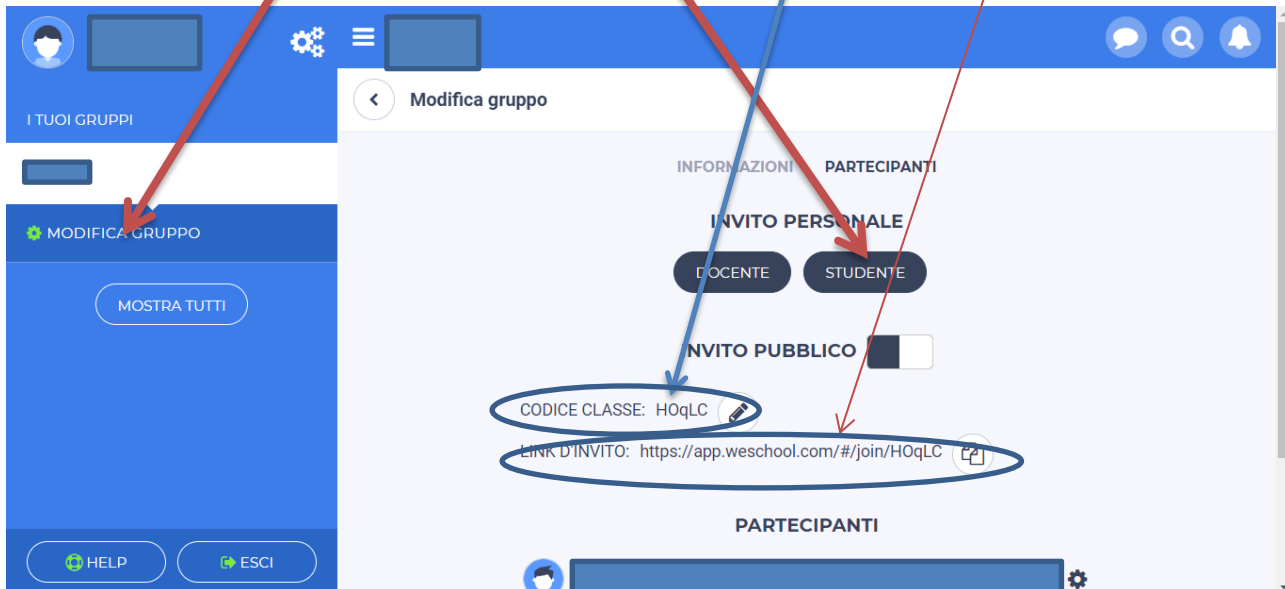 Modifica gruppo
I TUOI GRUPPI
INFORMAZIONI PARTECIPANTI
INVITO PERSONALE
MODIFICA GRUPPO
DOCENTE STUDENTE
MOSTRA TUTTI
INVITO PUBBLICO
CODICE CLASSE: HOqLC
LINK D'INVITO: https://app.weschool.com/#/join/HOqLC
PARTECIPANTI
HELP ESCI